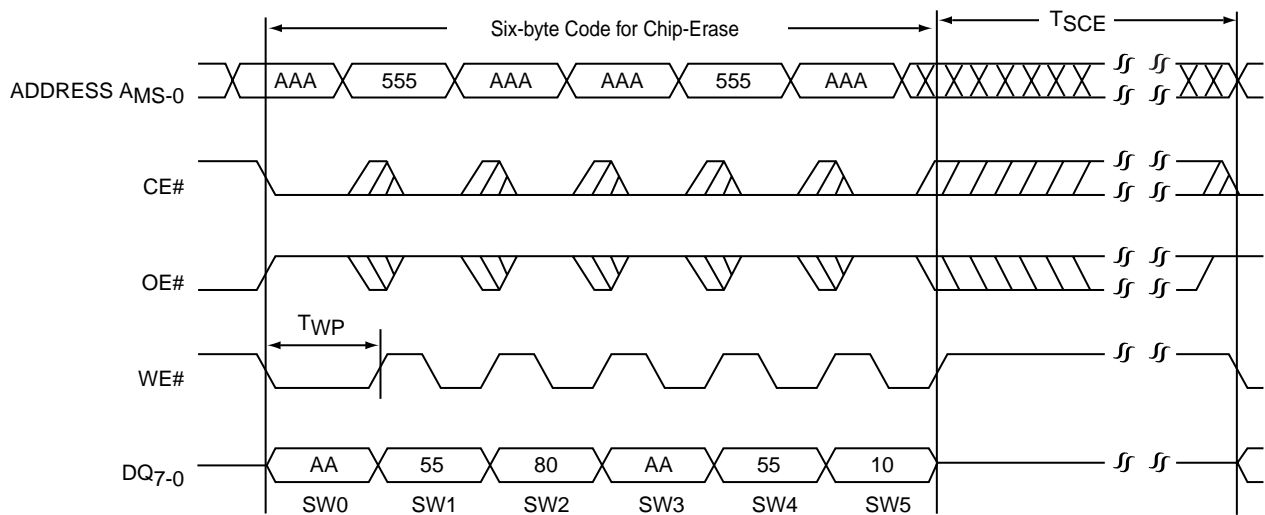 Six-byte Code for Chip-Erase
TSCE
ADDRESS AMS-0
AAA 555 AAA AAA 555 AAA
CE#
OE#
TWP
WE#
DQ7-0
AA 55 80 AA 55 10
SW0 SW1 SW2 SW3 SW4 SW5